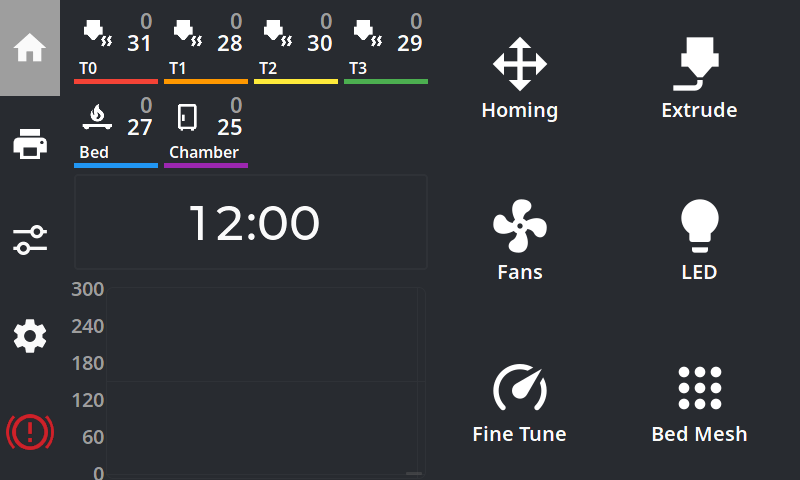 0 0 0 0
31 28 30 29
T0 T1 T2 T3
0 0
27 25
Bed Chamber
12:00
300
240
180
120
60
0
Homing Extrude
Fans LED
Fine Tune Bed Mesh